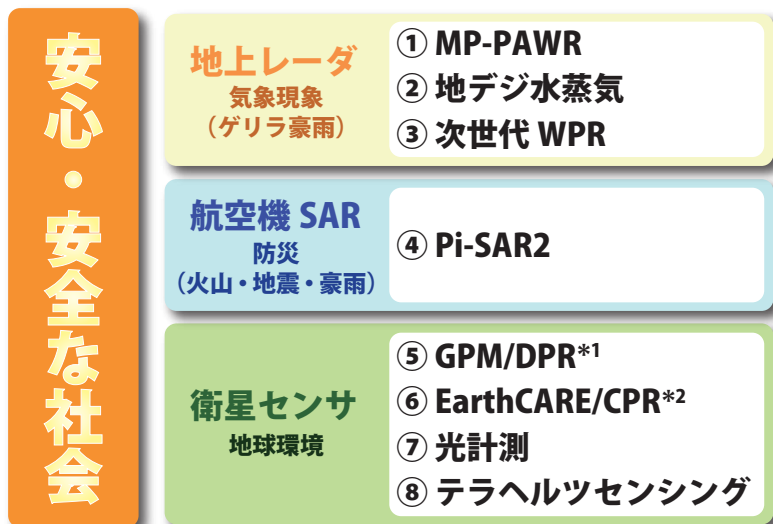 安心・安全な社会
地上レーダ
気象現象
（ゲリラ豪雨）
① MP-PAWR
② 地デジ水蒸気
③ 次世代 WPR
航空機 SAR
防災
（火山・地震・豪雨）
④ Pi-SAR2
衛星センサ
地球環境
⑤ GPM/DPR*1
⑥ EarthCARE/CPR*2
⑦ 光計測
⑧ テラヘルツセンシング